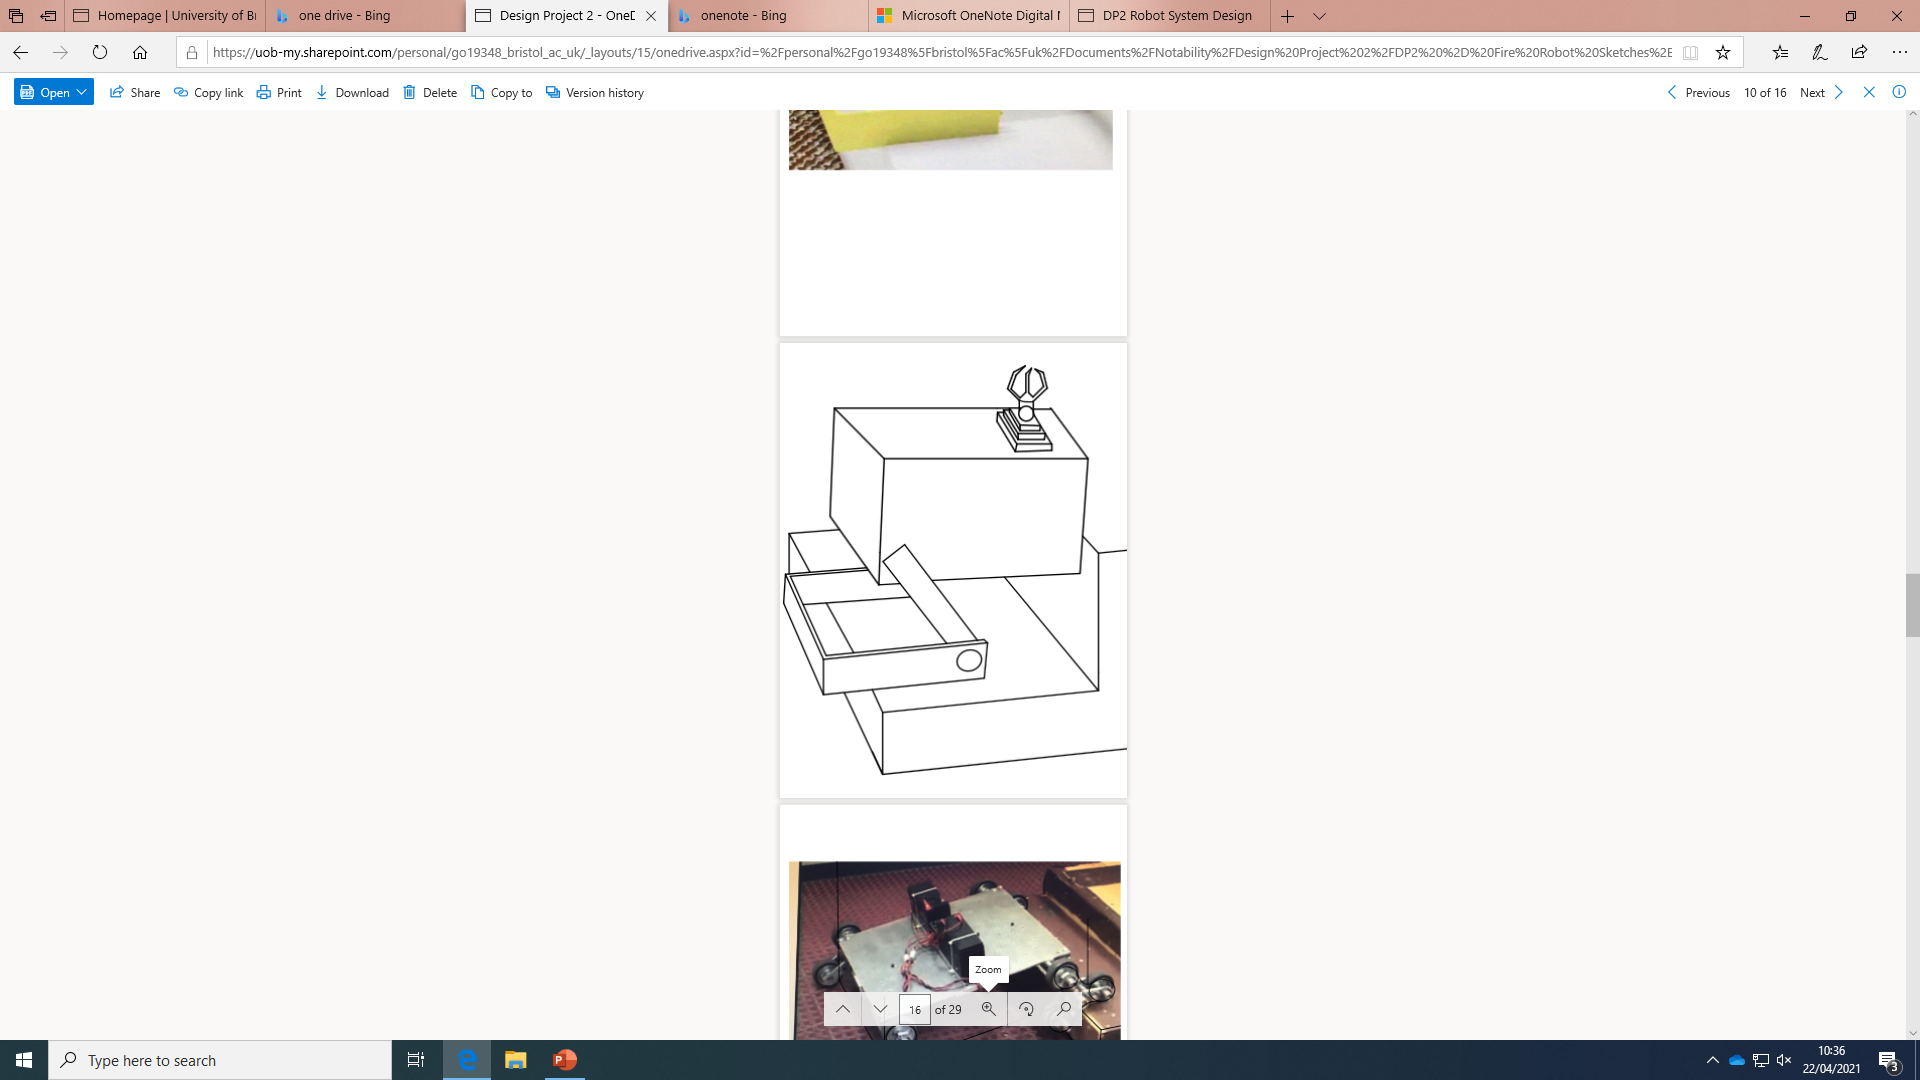 Homepage | University of Br
one drive - Bing
Design Project 2 - OneD
onenote - Bing
Microsoft OneNote Digital N
DP2 Robot System Design
https://uob-my.sharepoint.com/personal/go19348_bristol_ac_uk/_layouts/15/onedrive.aspx?id=%2Fpersonal%2Fgo19348%5Fbristol%5Fac%5Fuk%2FDocuments%2FNotability%2FDesign%20Project%202%2FDP2%20%2D%20Fire%20Robot%20Sketches%2E
Open
Share
Copy link
Print
Download
Delete
Copy to
Version history
Previous
10 of 16
Next
Zoom
16 of 29
Type here to search
10:36
22/04/2021
3